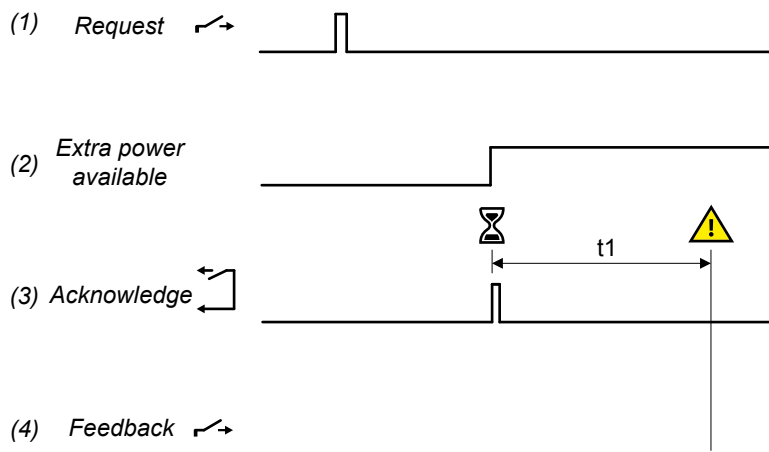 (1) Request
(2) Extra power
available
t1
(3) Acknowledge
(4) Feedback